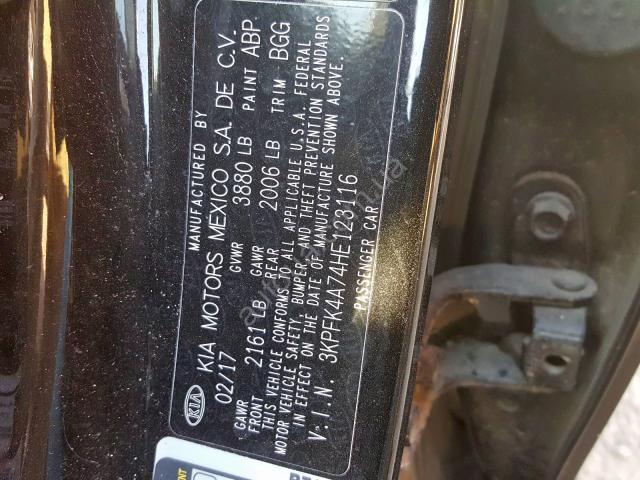 MANUFACTURED BY
KIA KIA MOTORS MEXICO S.A. DE C.V.
02/17 GVWR 3880 LB PAINT ABP
GAWR FRONT 2161 LB GAWR REAR 2006 LB TRIM BGG
THIS VEHICLE CONFORMS TO ALL APPLICABLE U.S.A. FEDERAL
MOTOR VEHICLE SAFETY, BUMPER, AND THEFT PREVENTION STANDARDS
IN EFFECT ON THE DATE OF MANUFACTURE SHOWN ABOVE.
V.I.N. 3KPFK4A74HE123116
PASSENGER CAR